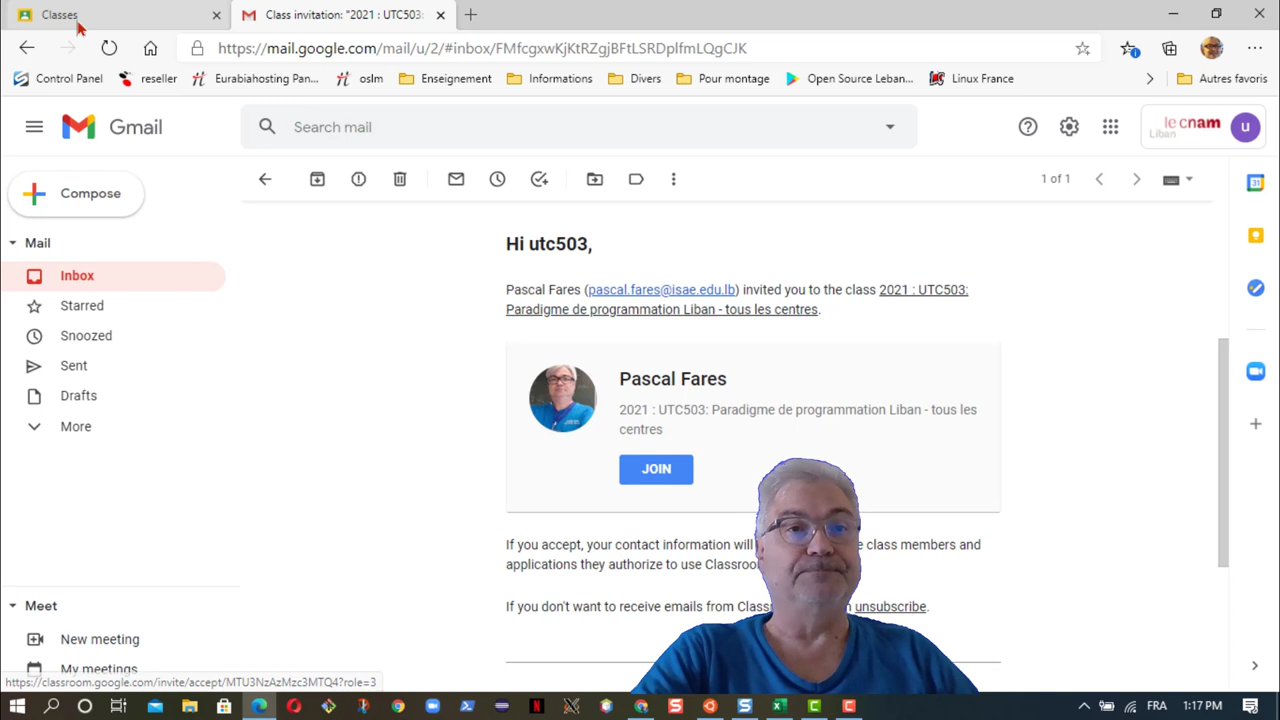 Classes
Class invitation: "2021 : UTC503:
https://mail.google.com/mail/u/2/#inbox/FMfcgxwKjKtRZgjBFtLSRDplfmLQgCJK
Control Panel
reseller
Eurabiahosting Pan...
oslm
Enseignement
Informations
Divers
Pour montage
Open Source Leban...
Linux France
Autres favoris
Gmail
Search mail
le cnam
Liban
u
Compose
1 of 1
31
Mail
Inbox
Starred
Snoozed
Sent
Drafts
More
Hi utc503,
Pascal Fares (pascal.fares@isae.edu.lb) invited you to the class 2021 : UTC503:
Paradigme de programmation Liban - tous les centres.
Pascal Fares
2021 : UTC503: Paradigme de programmation Liban - tous les
centres
JOIN
If you accept, your contact information will e class members and
applications they authorize to use
If you don't want to receive emails from unsubscribe.
Meet
New meeting
My meetings
https://classroom.google.com/invite/accept/MTU3NzAzMzc3MTQ4?role=3
FRA
1:17 PM